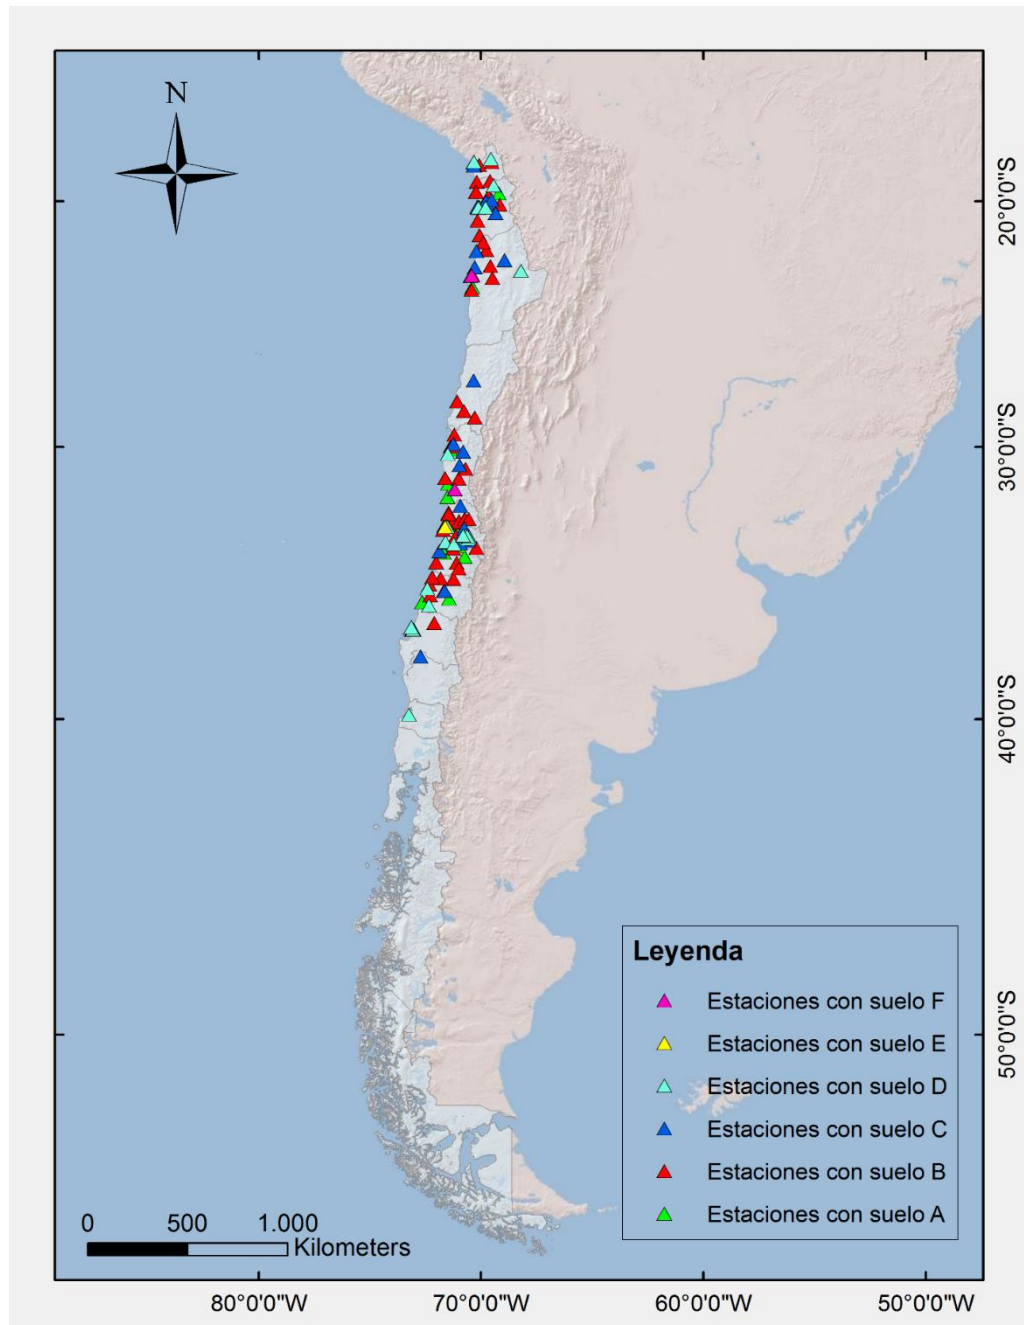 N
20°0'0"S
30°0'0"S
40°0'0"S
50°0'0"S
Leyenda
Estaciones con suelo F
Estaciones con suelo E
Estaciones con suelo D
Estaciones con suelo C
Estaciones con suelo B
Estaciones con suelo A
0 500 1.000
Kilometers
80°0'0"W 70°0'0"W 60°0'0"W 50°0'0"W